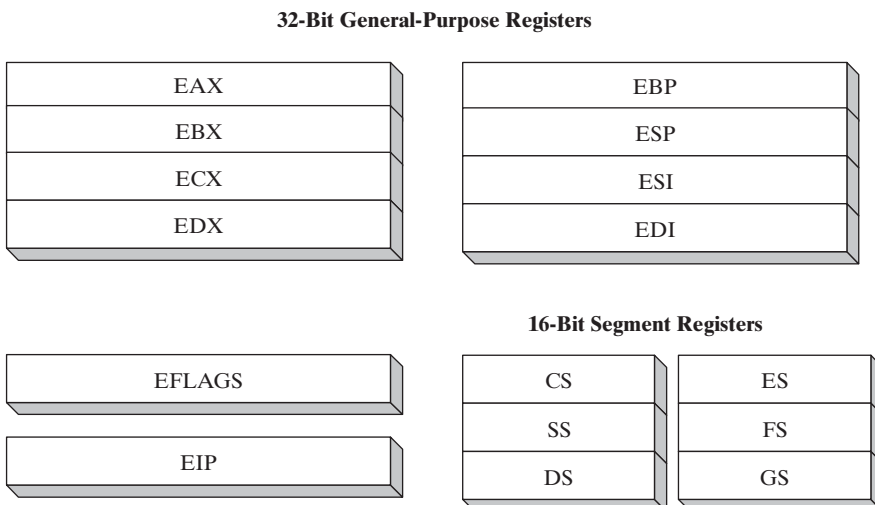 32-Bit General-Purpose Registers
EAX
EBX
ECX
EDX
EBP
ESP
ESI
EDI
EFLAGS
EIP
16-Bit Segment Registers
CS
SS
DS
ES
FS
GS